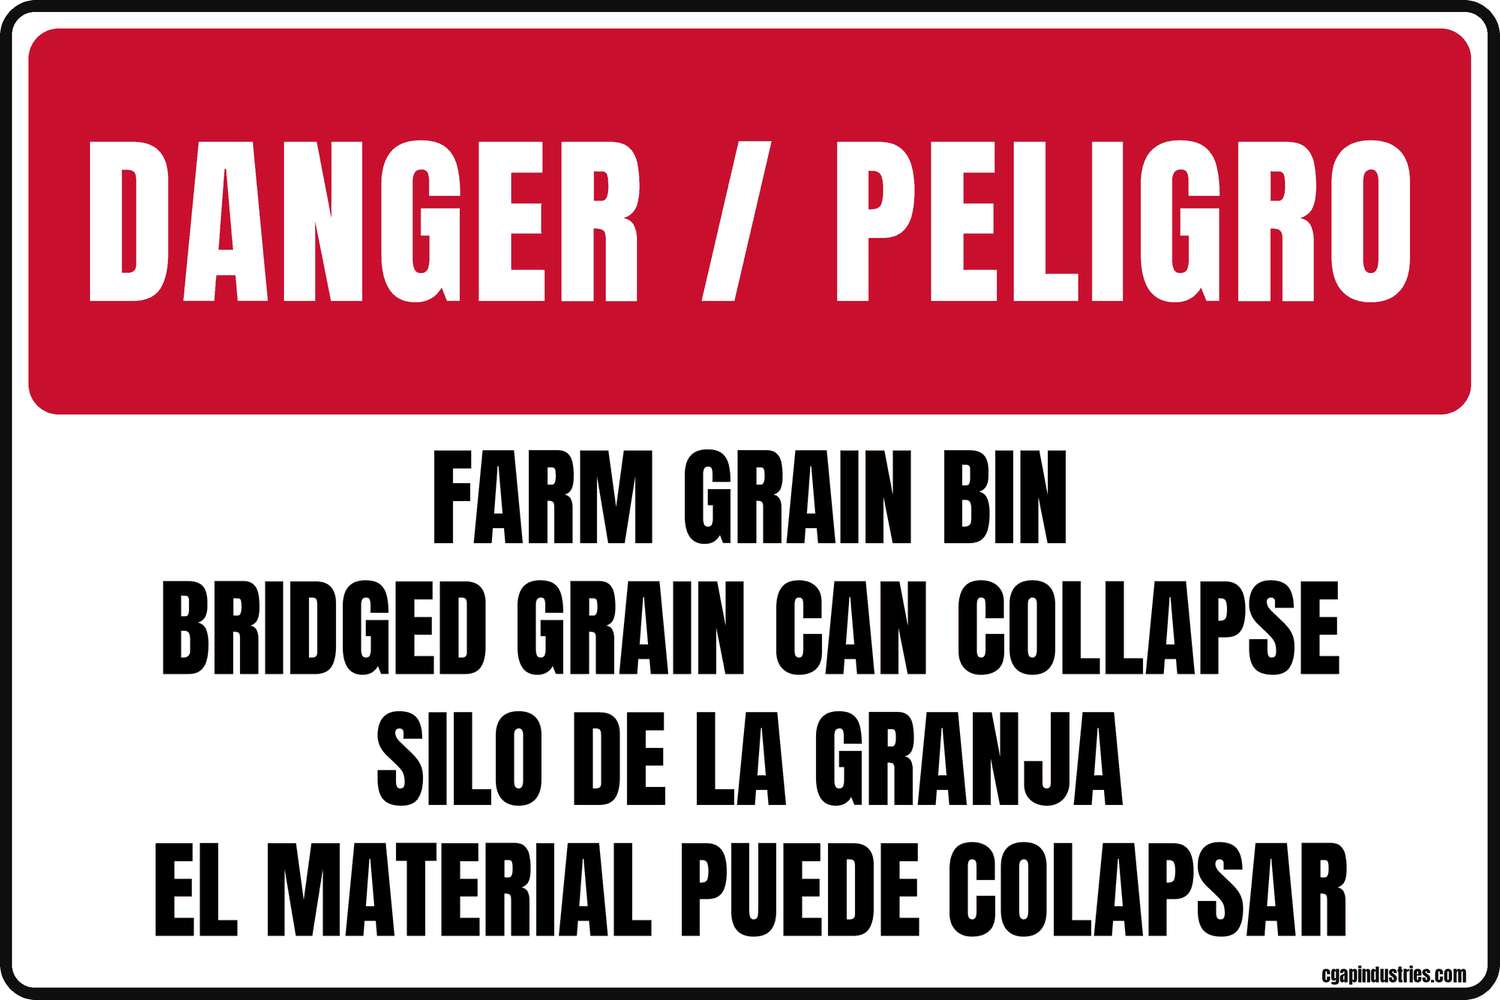 DANGER / PELIGRO
FARM GRAIN BIN
BRIDGED GRAIN CAN COLLAPSE
SILO DE LA GRANJA
EL MATERIAL PUEDE COLAPSAR
cgapindustries.com